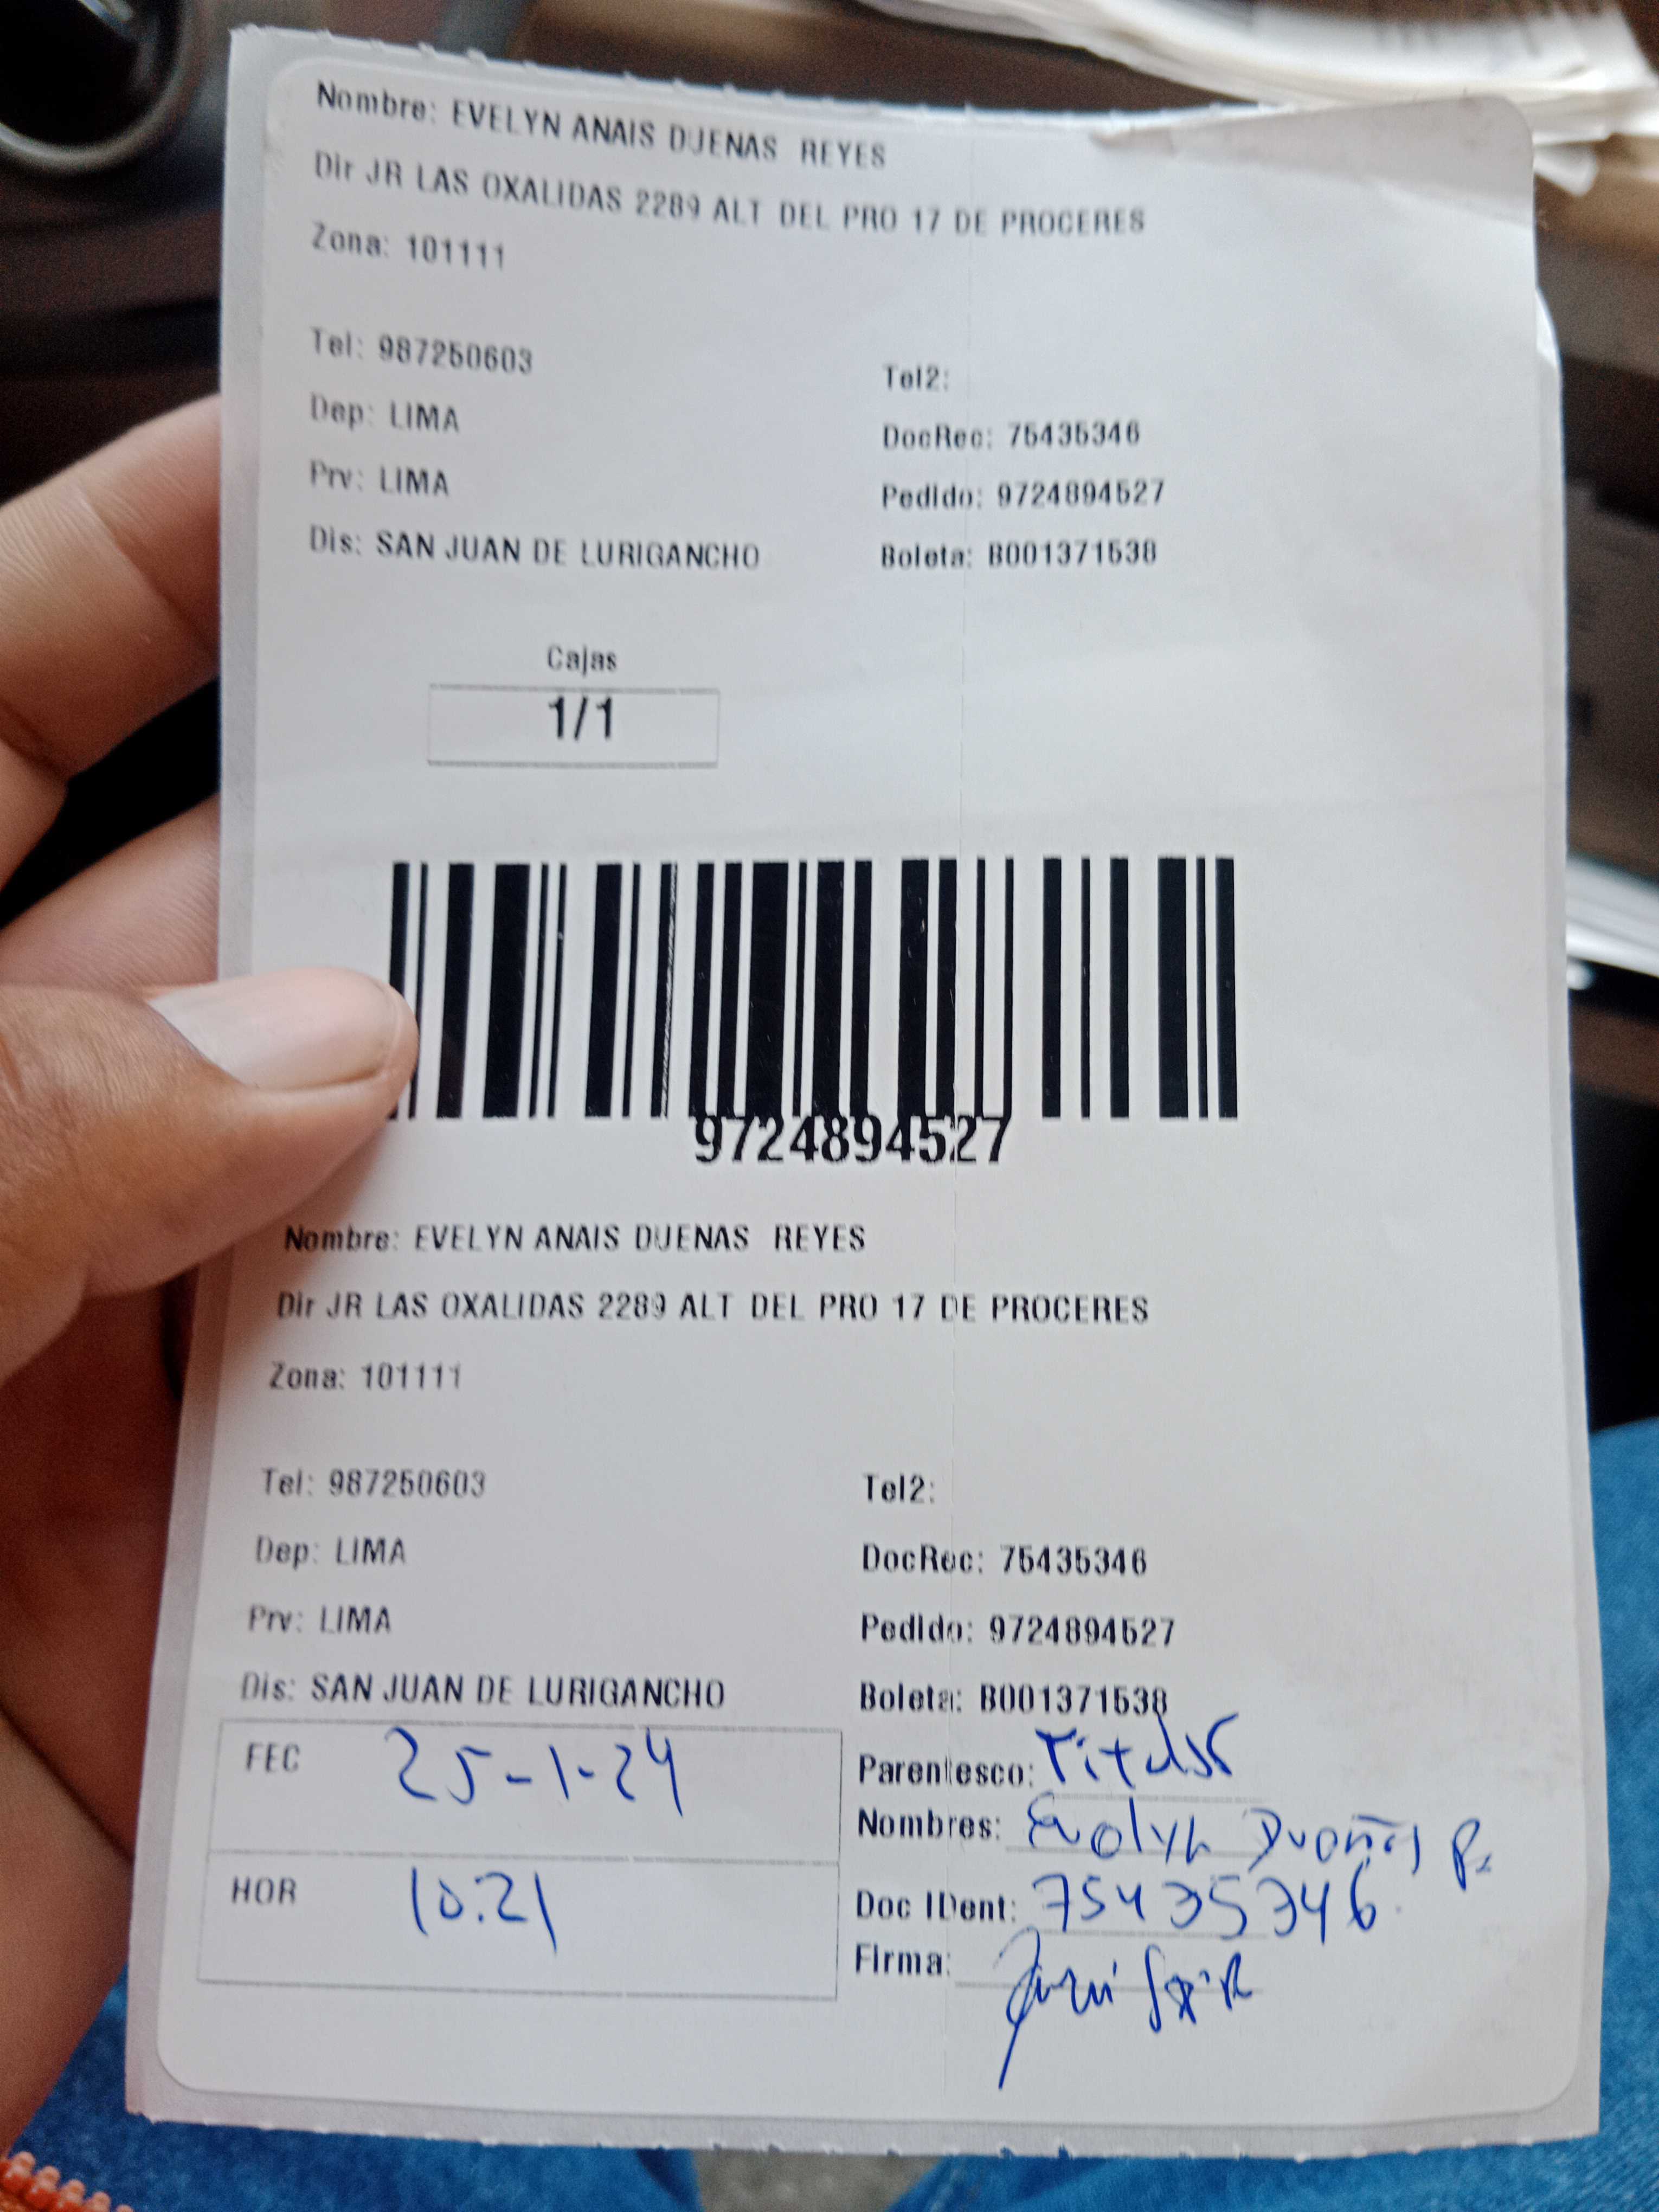 Nombre: EVELYN ANAIS DUENAS REYES
Dir JR LAS OXALIDAS 2289 ALT DEL PRO 17 DE PROCERES
Zona: 101111
Tel: 987250603
Tel2:
Dep: LIMA
DocRec: 75435346
Prv: LIMA
Pedido: 9724894527
Dis: SAN JUAN DE LURIGANCHO
Boleta: B001371538
Cajas
1/1
9724894527
Nombre: EVELYN ANAIS DUENAS REYES
Dir JR LAS OXALIDAS 2289 ALT DEL PRO 17 DE PROCERES
Zona: 101111
Tel: 987250603
Tel2:
Dep: LIMA
DocRec: 75435346
Prv: LIMA
Pedido: 9724894527
Dis: SAN JUAN DE LURIGANCHO
Boleta: B001371538
FEC 25-1-24
Parentesco: Titular
Nombres: Evelyn Dueñas R.
HOR 10:21
Doc IDent: 75435346
Firma: